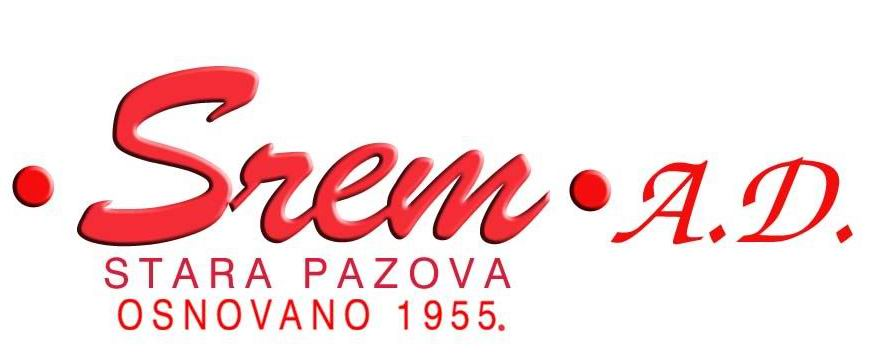 • Srem • A.D.
STARA PAZOVA
OSNOVANO 1955.